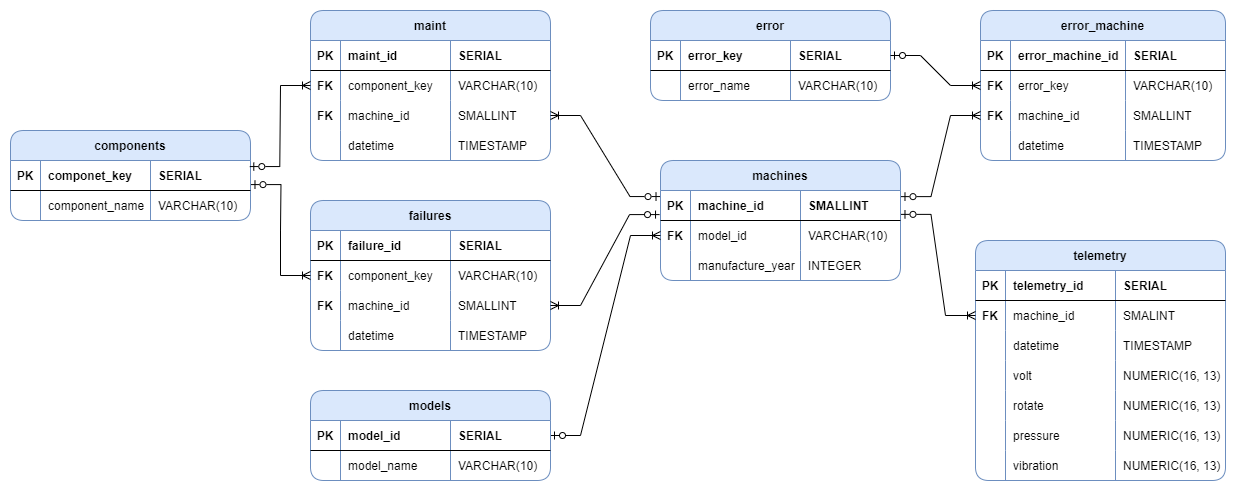 maint
PK maint_id SERIAL
FK component_key VARCHAR(10)
FK machine_id SMALLINT
datetime TIMESTAMP
error
PK error_key SERIAL
error_name VARCHAR(10)
error_machine
PK error_machine_id SERIAL
FK error_key VARCHAR(10)
FK machine_id SMALLINT
datetime TIMESTAMP
components
PK componet_key SERIAL
component_name VARCHAR(10)
machines
PK machine_id SMALLINT
FK model_id VARCHAR(10)
manufacture_year INTEGER
failures
PK failure_id SERIAL
FK component_key VARCHAR(10)
FK machine_id SMALLINT
datetime TIMESTAMP
telemetry
PK telemetry_id SERIAL
FK machine_id SMALINT
datetime TIMESTAMP
volt NUMERIC(16, 13)
rotate NUMERIC(16, 13)
pressure NUMERIC(16, 13)
vibration NUMERIC(16, 13)
models
PK model_id SERIAL
model_name VARCHAR(10)